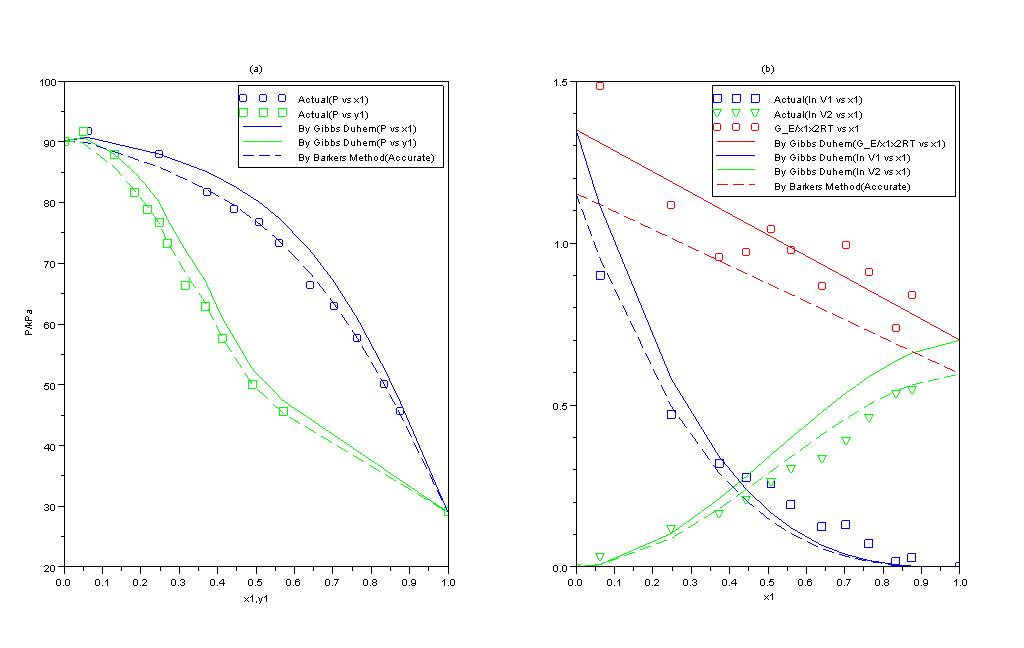 (a)
Actual(P vs x1)
Actual(P vs y1)
By Gibbs Duhem(P vs x1)
By Gibbs Duhem(P vs y1)
By Barkers Method(Accurate)
100
90
80
70
60
50
40
30
20
P/kPa
0.0 0.1 0.2 0.3 0.4 0.5 0.6 0.7 0.8 0.9 1.0
x1,y1
(b)
Actual(ln V1 vs x1)
Actual(ln V2 vs x1)
G_E/x1x2RT vs x1
By Gibbs Duhem(G_E/x1x2RT vs x1)
By Gibbs Duhem(ln V1 vs x1)
By Gibbs Duhem(ln V2 vs x1)
By Barkers Method(Accurate)
1.5
1.0
0.5
0.0
0.0 0.1 0.2 0.3 0.4 0.5 0.6 0.7 0.8 0.9 1.0
x1